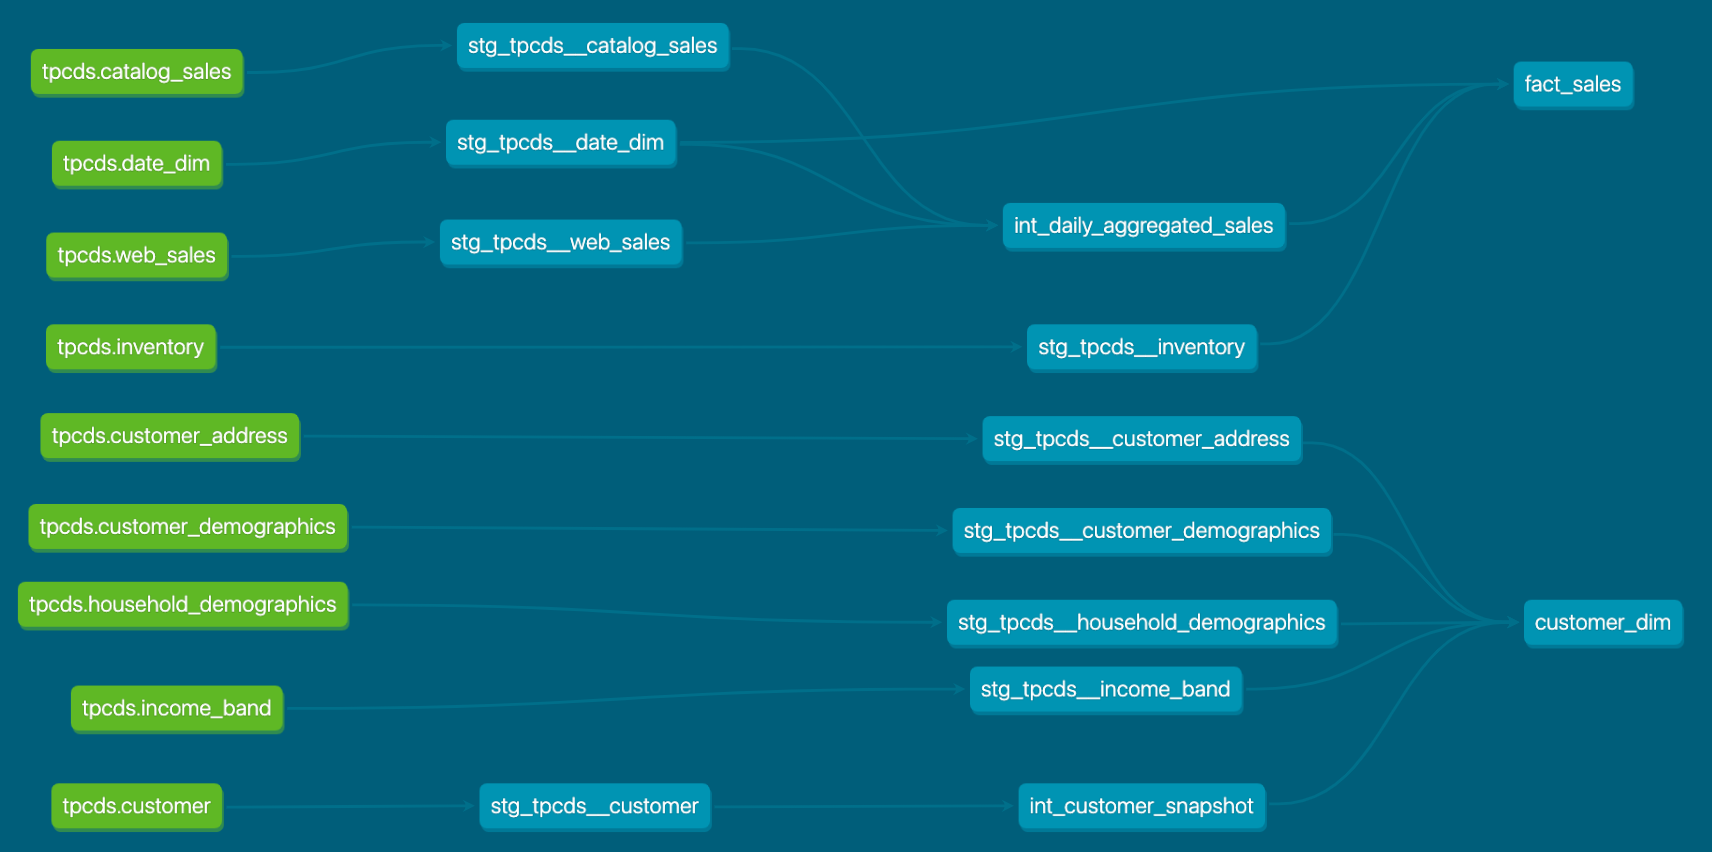 tpcds.catalog_sales
stg_tpcds__catalog_sales
fact_sales
tpcds.date_dim
stg_tpcds__date_dim
tpcds.web_sales
stg_tpcds__web_sales
int_daily_aggregated_sales
tpcds.inventory
stg_tpcds__inventory
tpcds.customer_address
stg_tpcds__customer_address
tpcds.customer_demographics
stg_tpcds__customer_demographics
tpcds.household_demographics
stg_tpcds__household_demographics
customer_dim
tpcds.income_band
stg_tpcds__income_band
tpcds.customer
stg_tpcds__customer
int_customer_snapshot